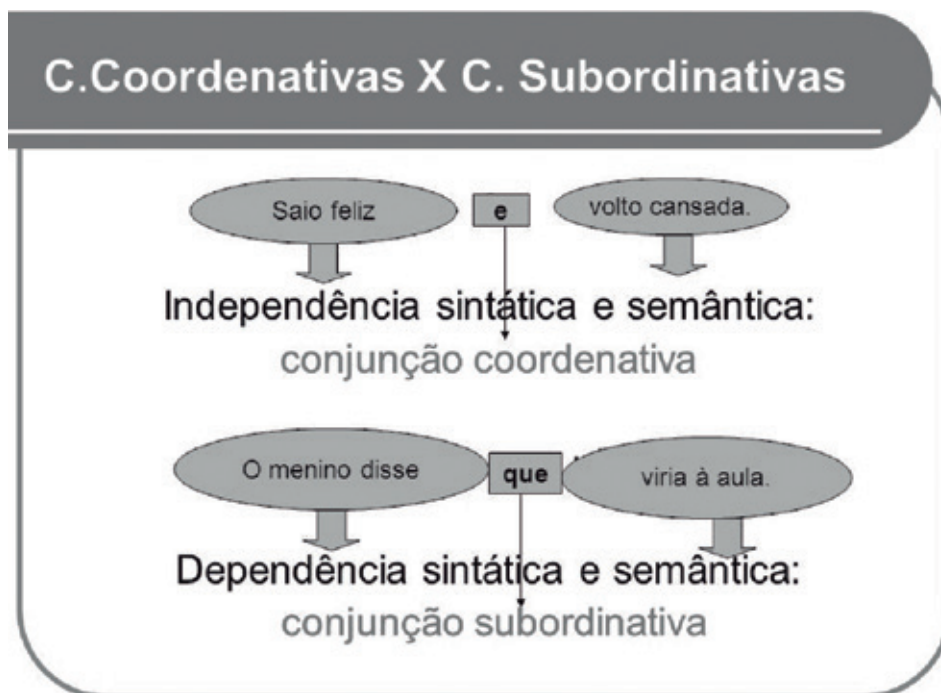 C.Coordenativas X C. Subordinativas
Saio feliz e volto cansada.
Independência sintática e semântica:
conjunção coordenativa
O menino disse que viria à aula.
Dependência sintática e semântica:
conjunção subordinativa